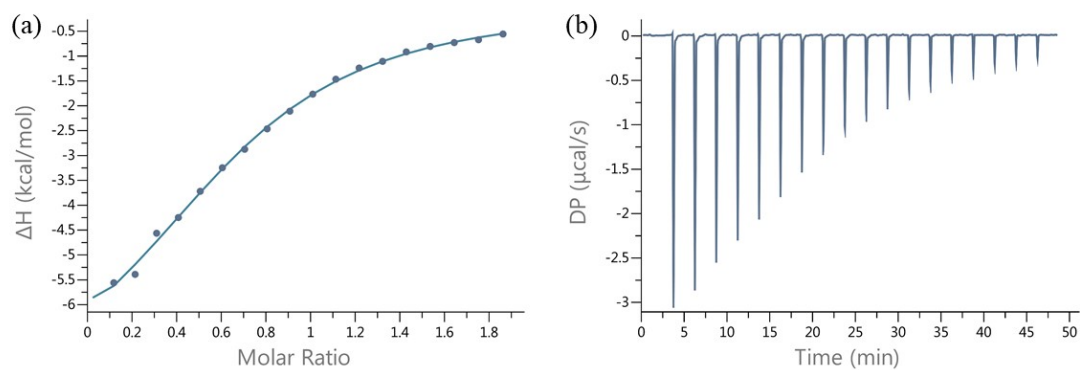 (a)
ΔH (kcal/mol)
-0.5
-1
-1.5
-2
-2.5
-3
-3.5
-4
-4.5
-5
-5.5
-6
0 0.2 0.4 0.6 0.8 1 1.2 1.4 1.6 1.8
Molar Ratio
(b)
DP (μcal/s)
0
-0.5
-1
-1.5
-2
-2.5
-3
0 5 10 15 20 25 30 35 40 45 50
Time (min)